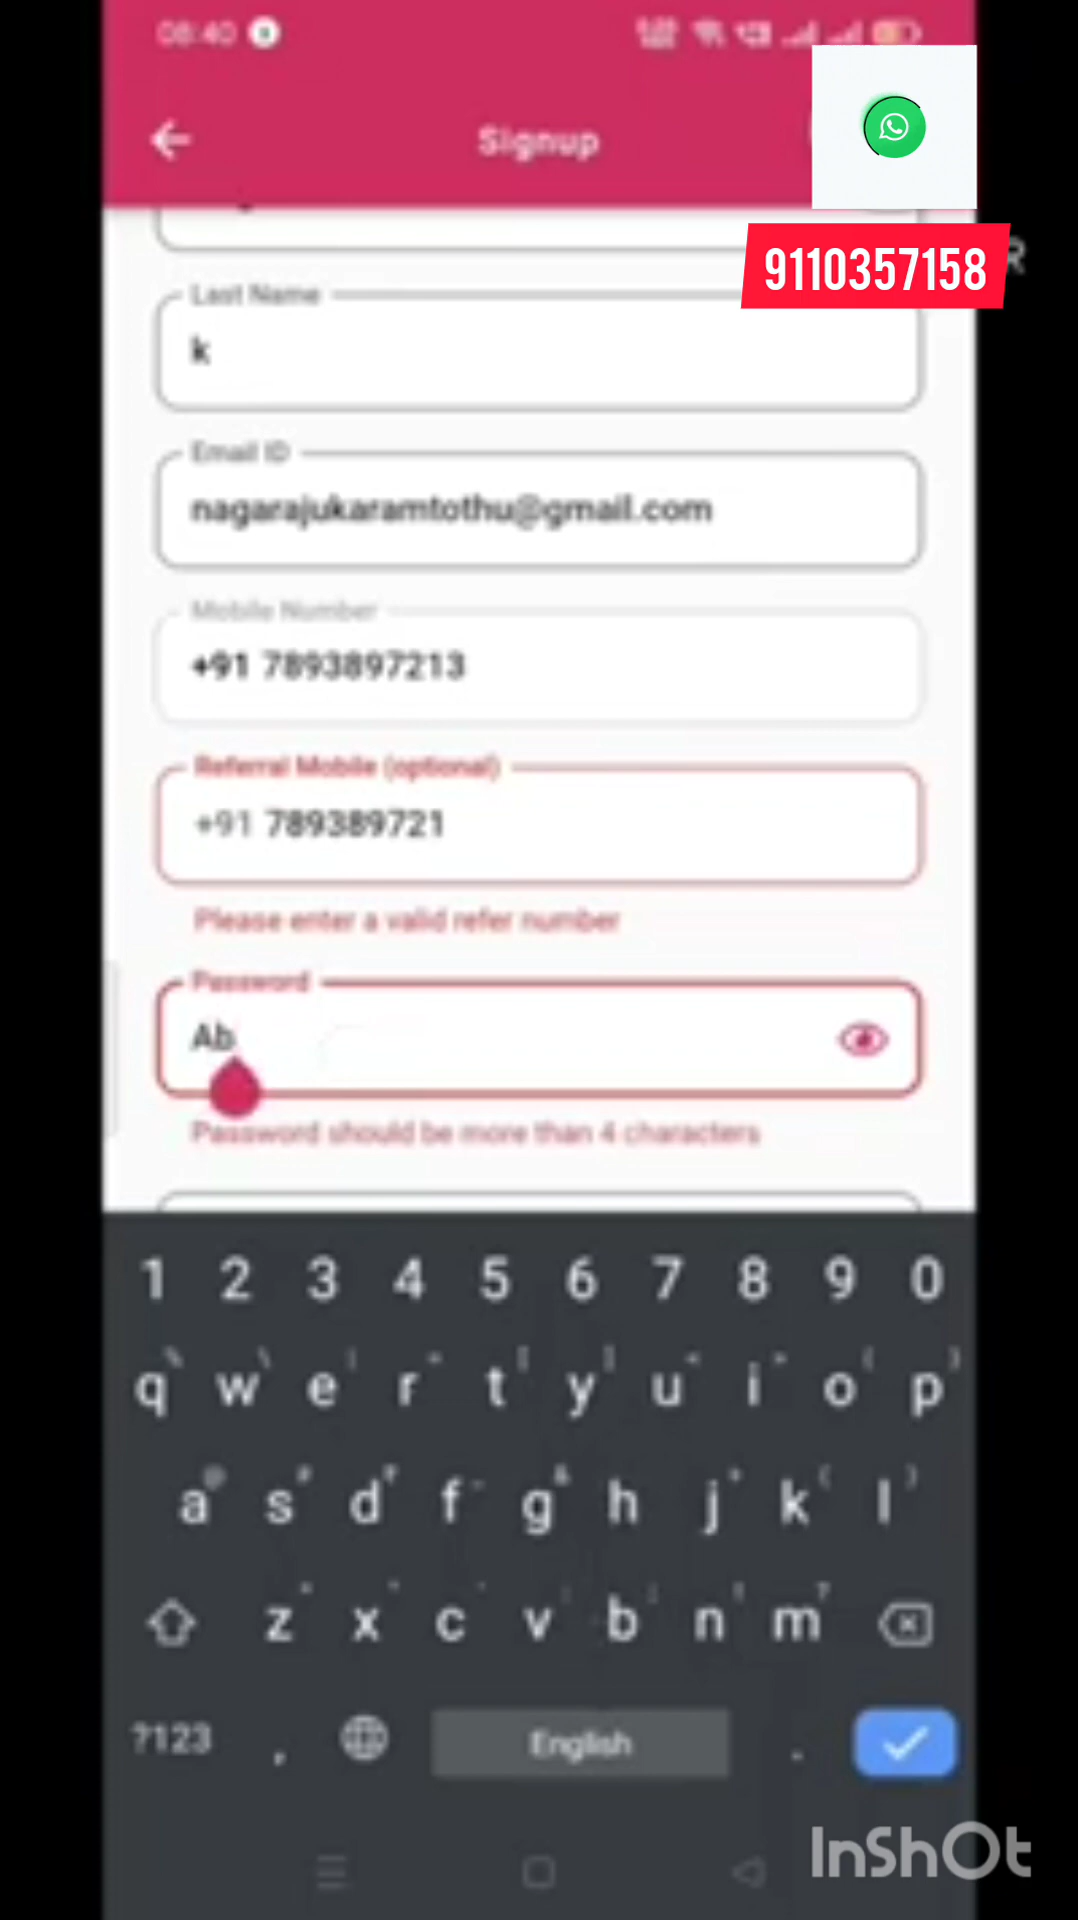 08:40
Signup
9110357158
R
Last Name
k
Email ID
nagarajukaramtothu@gmail.com
Mobile Number
+91 7893897213
Referral Mobile (optional)
+91 789389721
Please enter a valid refer number
Password
Ab
Password should be more than 4 characters
1 2 3 4 5 6 7 8 9 0
q w e r t y u i o p
a s d f g h j k l
z x c v b n m
?123 , English .
InShOt